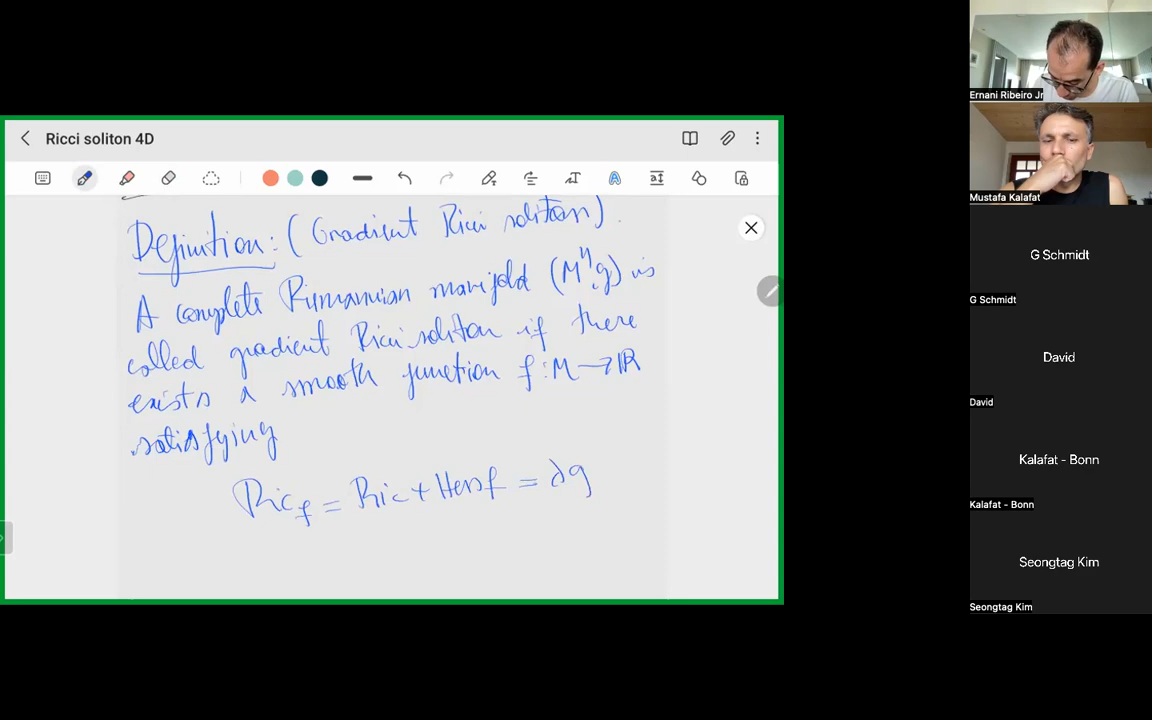 Ricci soliton 4D
Definition: (Gradient Ricci soliton).
A complete Riemannian manifold (Mⁿ, g) is
called gradient Ricci soliton if there
exists a smooth function f: M → ℝ
satisfying
Ric_f = Ric + Hess f = λg
Ernani Ribeiro Jr
Mustafa Kalafat
G Schmidt
G Schmidt
David
David
Kalafat - Bonn
Kalafat - Bonn
Seongtag Kim
Seongtag Kim